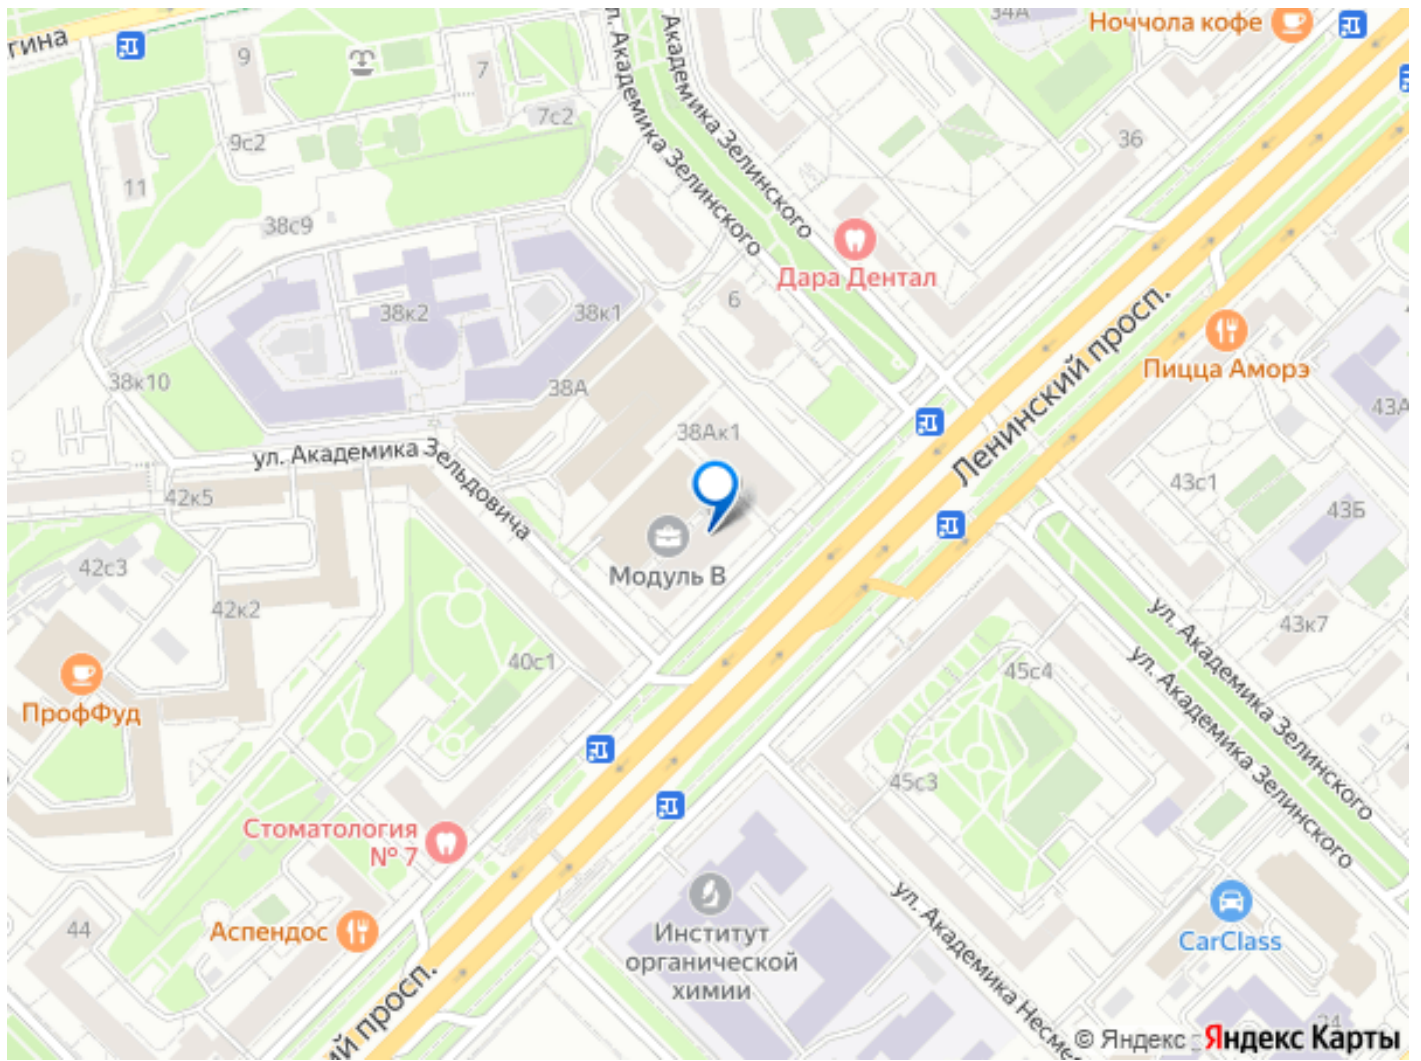 34А
Ноччола кофе
гина
9
7
7с2
9с2
11
38с9
36
ул. Академика Зелинского
Академика Зелинского
Дара Дентал
6
38к2
38к1
38к10
38А
38Ак1
Ленинский просп.
Пицца Аморэ
43А
ул. Академика Зельдовича
42к5
43с1
43Б
Модуль В
42с3
42к2
40с1
43к7
45с4
ул. Академика Зелинского
ул. Академика Зелинского
ПрофФуд
45с3
Стоматология
№ 7
44
Аспендос
Институт
органической
химии
ул. Академика Несме
CarClass
ий просп.
24
© Яндекс
Яндекс Карты